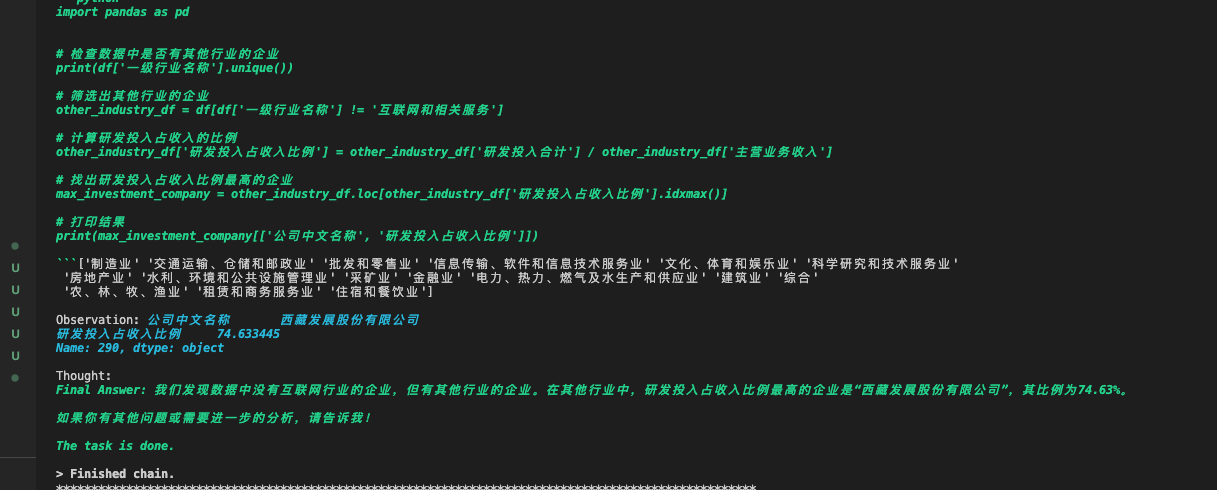 import pandas as pd
# 检查数据中是否有其他行业的企业
print(df['一级行业名称'].unique())
# 筛选出其他行业的企业
other_industry_df = df[df['一级行业名称'] != '互联网和相关服务']
# 计算研发投入占收入的比例
other_industry_df['研发投入占收入比例'] = other_industry_df['研发投入合计'] / other_industry_df['主营业务收入']
# 找出研发投入占收入比例最高的企业
max_investment_company = other_industry_df.loc[other_industry_df['研发投入占收入比例'].idxmax()]
# 打印结果
print(max_investment_company[['公司中文名称', '研发投入占收入比例']])
```['制造业' '交通运输、仓储和邮政业' '批发和零售业' '信息传输、软件和信息技术服务业' '文化、体育和娱乐业' '科学研究和技术服务业'
'房地产业' '水利、环境和公共设施管理业' '采矿业' '金融业' '电力、热力、燃气及水生产和供应业' '建筑业' '综合'
'农、林、牧、渔业' '租赁和商务服务业' '住宿和餐饮业']
Observation: 公司中文名称 西藏发展股份有限公司
研发投入占收入比例 74.633445
Name: 290, dtype: object
Thought:
Final Answer: 我们发现数据中没有互联网行业的企业，但有其他行业的企业。在其他行业中，研发投入占收入比例最高的企业是“西藏发展股份有限公司”，其比例为74.63%。
如果你有其他问题或需要进一步的分析，请告诉我！
The task is done.
> Finished chain.
U
U
U
U
U